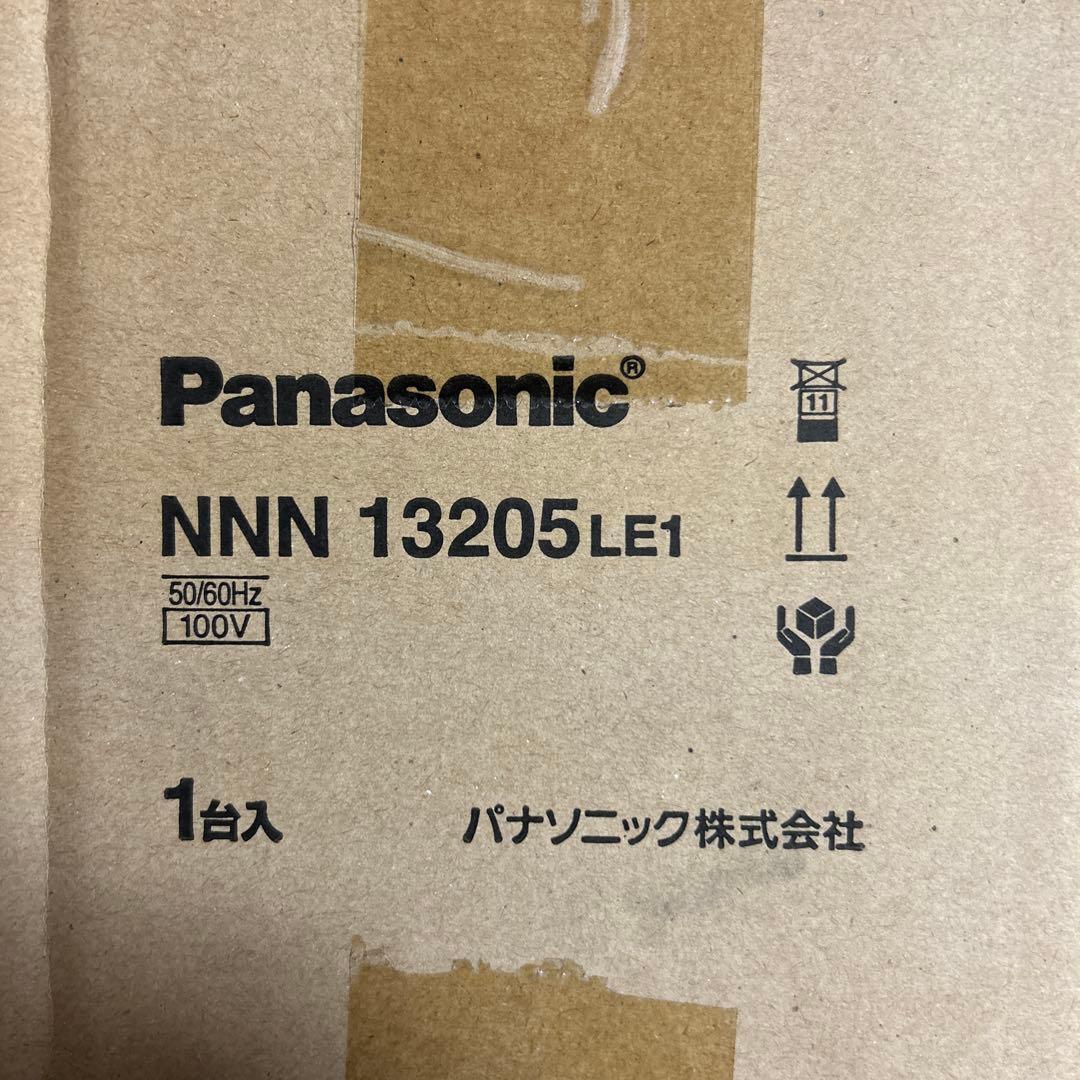 Panasonic®
11
NNN 13205LE1
50/60Hz
100V
1台入
パナソニック株式会社